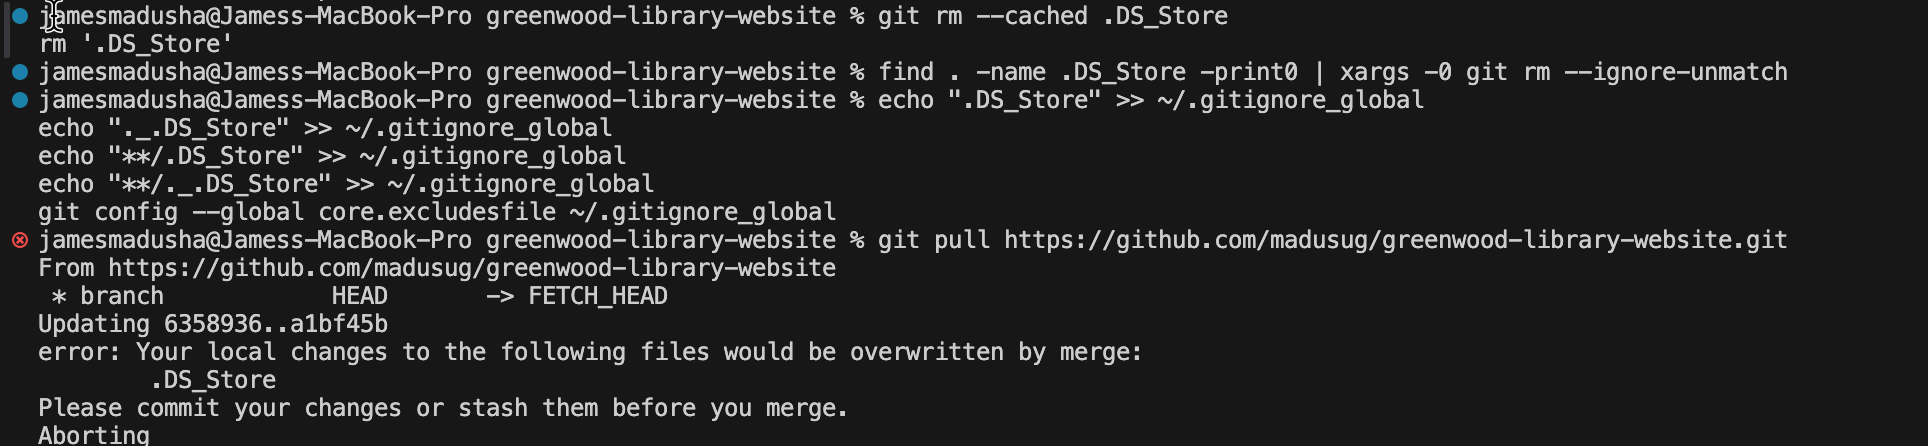 jamesmadusha@Jamess-MacBook-Pro greenwood-library-website % git rm --cached .DS_Store
rm '.DS_Store'
jamesmadusha@Jamess-MacBook-Pro greenwood-library-website % find . -name .DS_Store -print0 | xargs -0 git rm --ignore-unmatch
jamesmadusha@Jamess-MacBook-Pro greenwood-library-website % echo ".DS_Store" >> ~/.gitignore_global
echo "._.DS_Store" >> ~/.gitignore_global
echo "**/.DS_Store" >> ~/.gitignore_global
echo "**/._.DS_Store" >> ~/.gitignore_global
git config --global core.excludesfile ~/.gitignore_global
jamesmadusha@Jamess-MacBook-Pro greenwood-library-website % git pull https://github.com/madusug/greenwood-library-website.git
From https://github.com/madusug/greenwood-library-website
 * branch            HEAD       -> FETCH_HEAD
Updating 6358936..a1bf45b
error: Your local changes to the following files would be overwritten by merge:
        .DS_Store
Please commit your changes or stash them before you merge.
Aborting